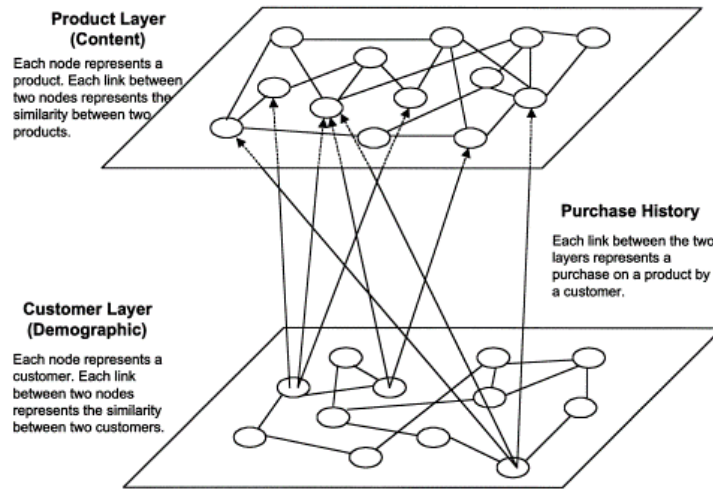 Product Layer
(Content)
Each node represents a
product. Each link between
two nodes represents the
similarity between two
products.
Purchase History
Each link between the two
layers represents a
purchase on a product by
a customer.
Customer Layer
(Demographic)
Each node represents a
customer. Each link
between two nodes
represents the similarity
between two customers.